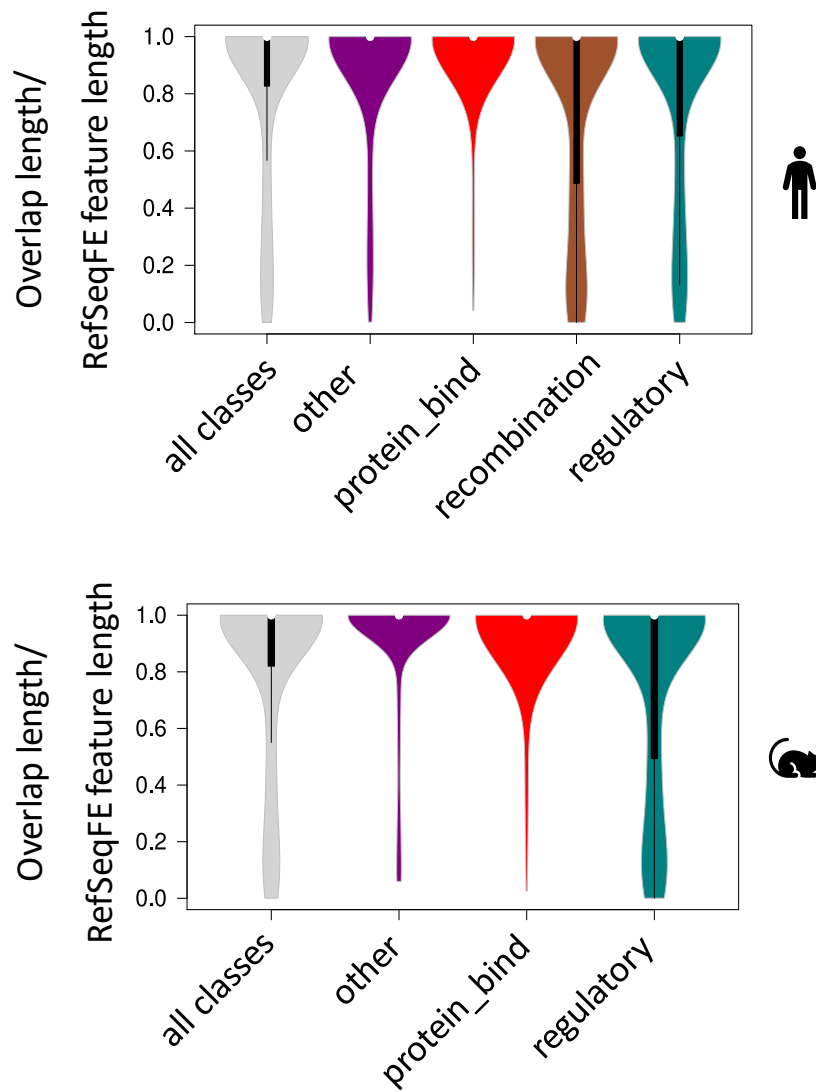 Overlap length/
RefSeqFE feature length
1.0
0.8
0.6
0.4
0.2
0.0
all classes
other
protein_bind
recombination
regulatory
Overlap length/
RefSeqFE feature length
1.0
0.8
0.6
0.4
0.2
0.0
all classes
other
protein_bind
regulatory